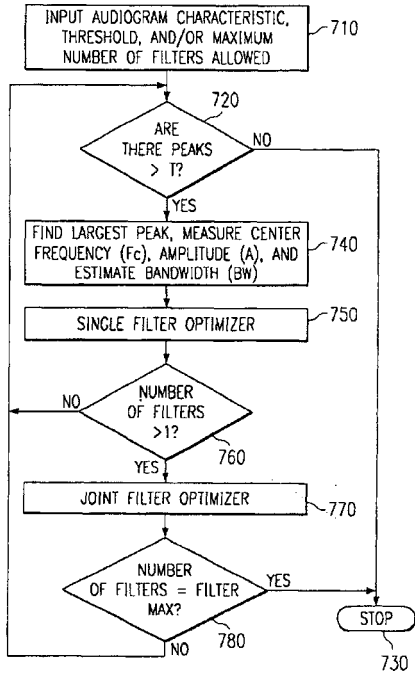 INPUT AUDIOGRAM CHARACTERISTIC,
THRESHOLD, AND/OR MAXIMUM
NUMBER OF FILTERS ALLOWED
710
720
ARE
THERE PEAKS
> T?
NO
YES
FIND LARGEST PEAK, MEASURE CENTER
FREQUENCY (Fc), AMPLITUDE (A), AND
ESTIMATE BANDWIDTH (BW)
740
750
SINGLE FILTER OPTIMIZER
NO
NUMBER
OF FILTERS
>1?
760
YES
JOINT FILTER OPTIMIZER
770
NUMBER
OF FILTERS = FILTER
MAX?
YES
780
NO
STOP
730